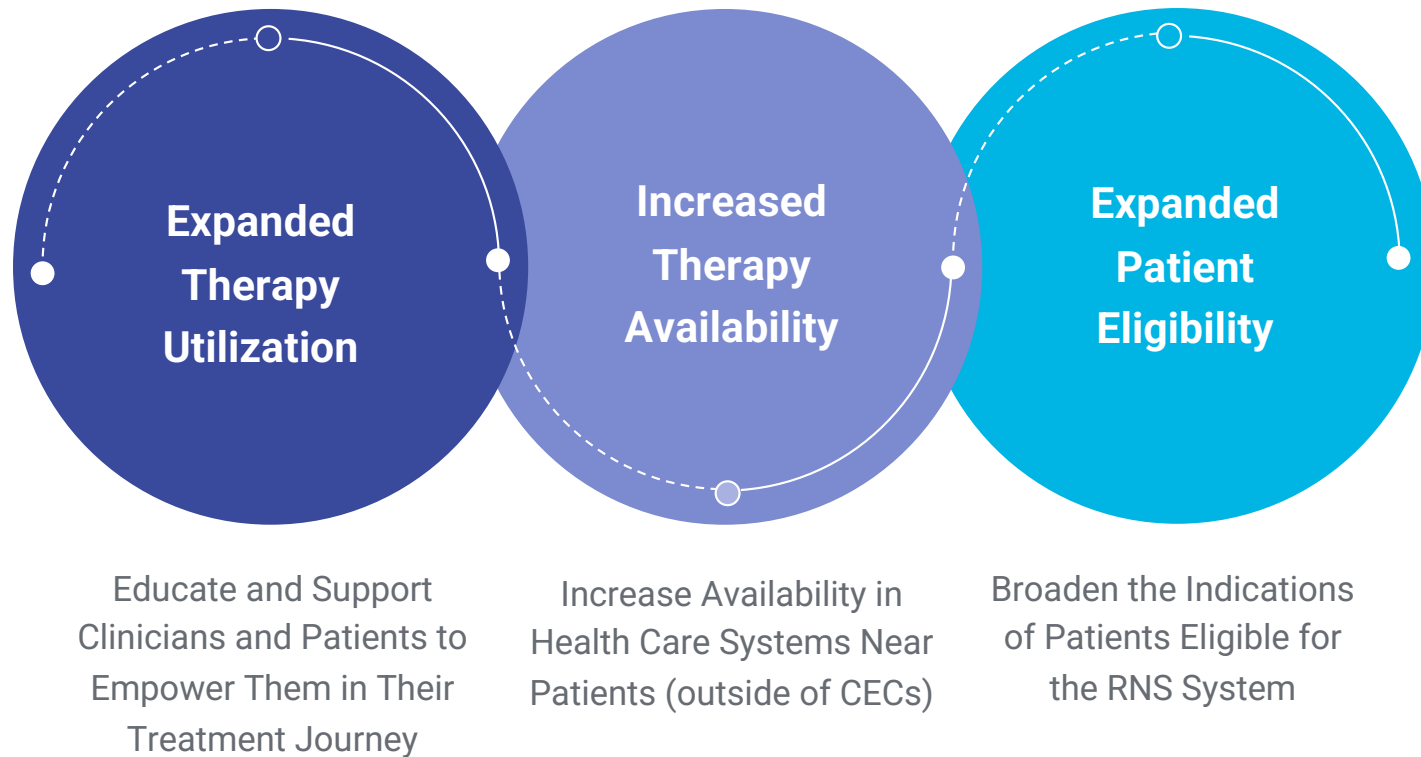 Expanded
Therapy
Utilization
Increased
Therapy
Availability
Expanded
Patient
Eligibility
Educate and Support
Clinicians and Patients to
Empower Them in Their
Treatment Journey
Increase Availability in
Health Care Systems Near
Patients (outside of CECs)
Broaden the Indications
of Patients Eligible for
the RNS System